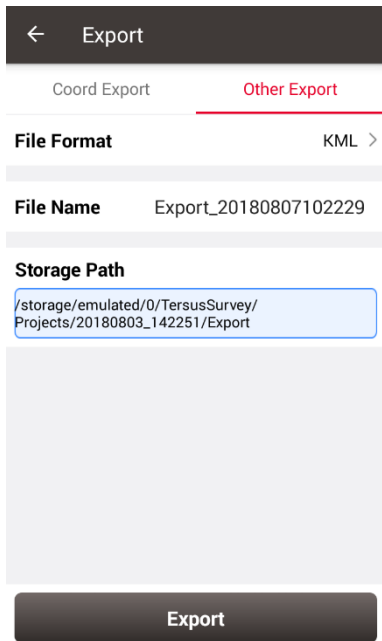 Export
Coord Export
Other Export
File Format
KML
File Name
Export_20180807102229
Storage Path
/storage/emulated/0/TersusSurvey/
Projects/20180803_142251/Export
Export